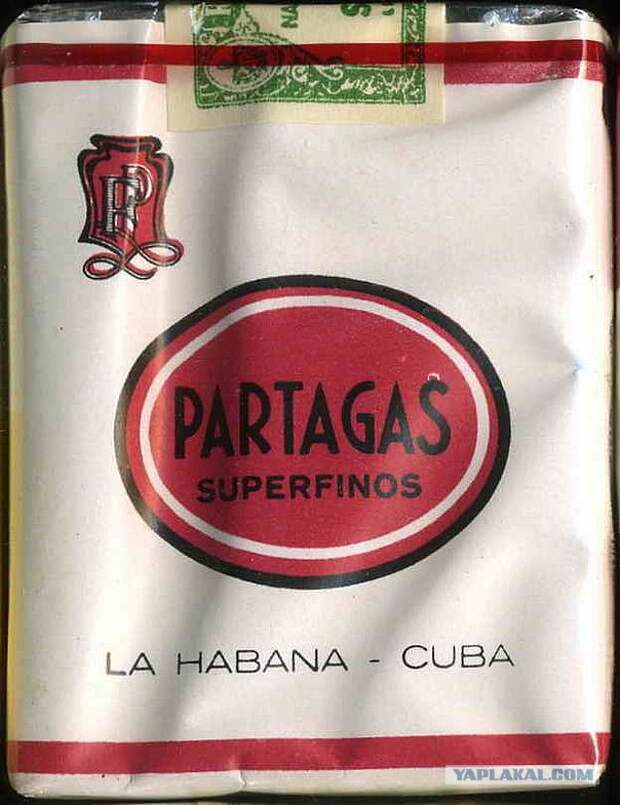 PARTAGAS
SUPERFINOS
LA HABANA - CUBA
YAPLAKAL.COM